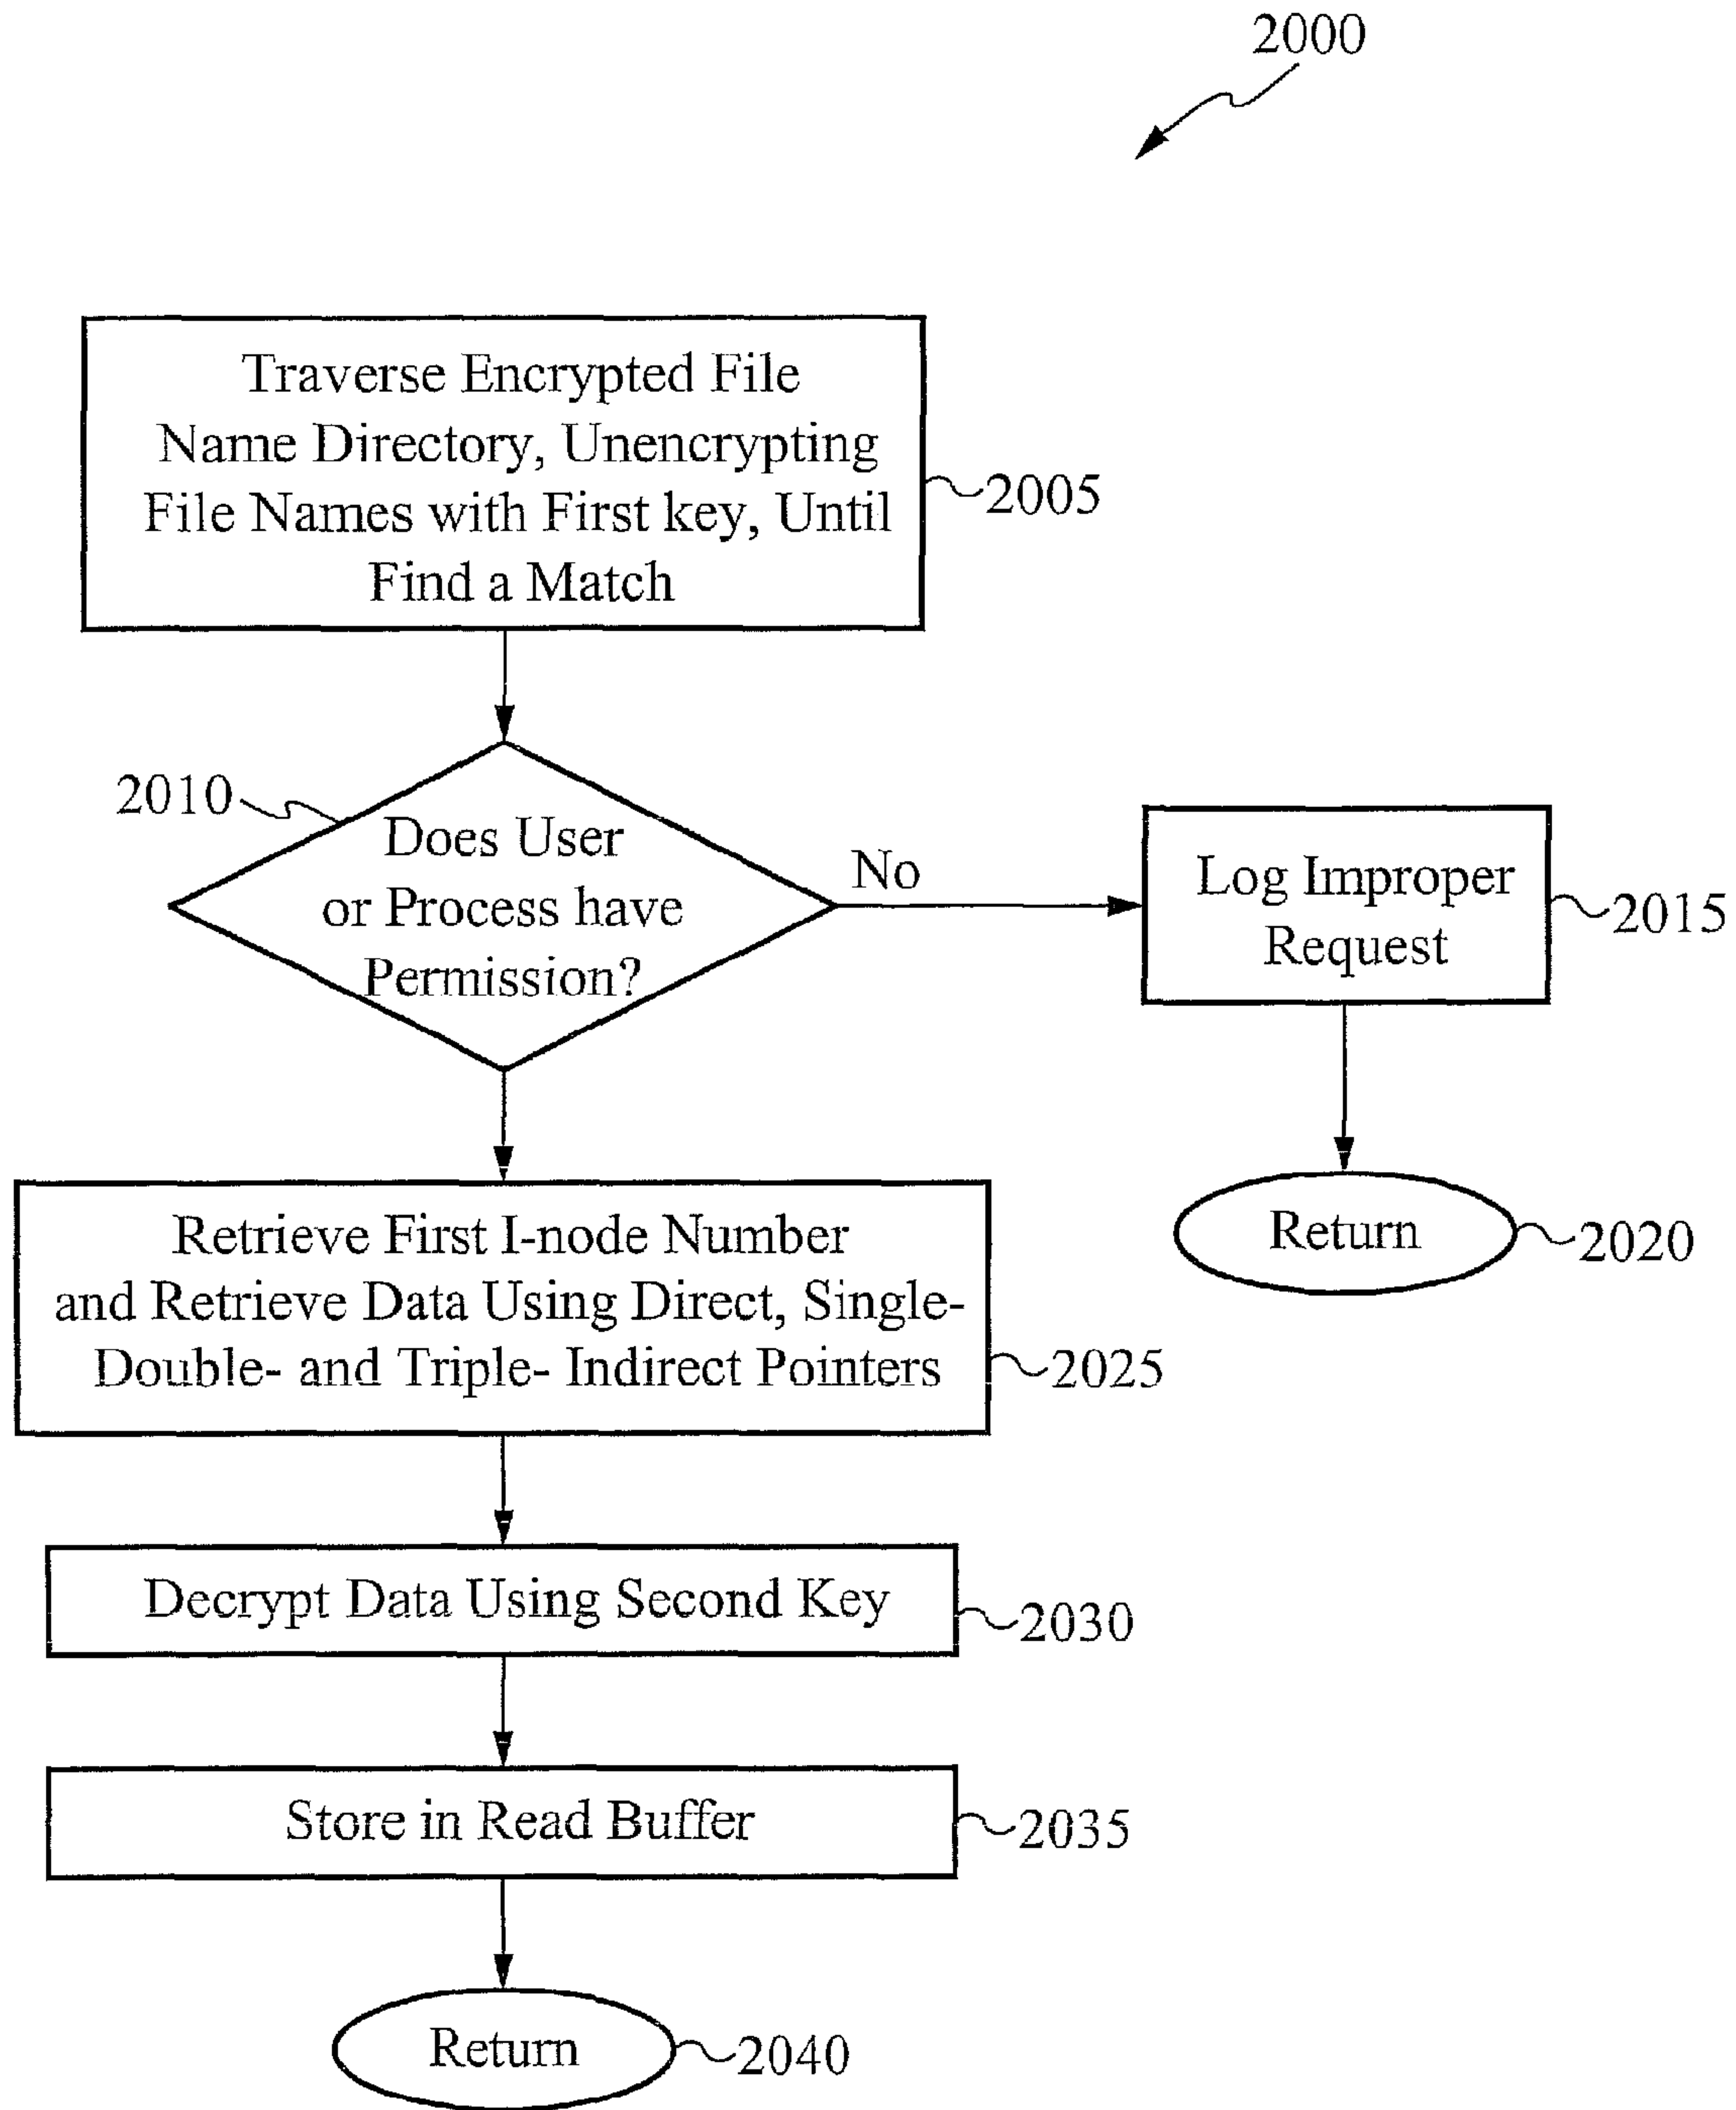 2000
Traverse Encrypted File
Name Directory, Unencrypting
File Names with First key, Until
Find a Match
2005
2010
Does User
or Process have
Permission?
No
Log Improper
Request
2015
Return
2020
Retrieve First I-node Number
and Retrieve Data Using Direct, Single-
Double- and Triple- Indirect Pointers
2025
Decrypt Data Using Second Key
2030
Store in Read Buffer
2035
Return
2040